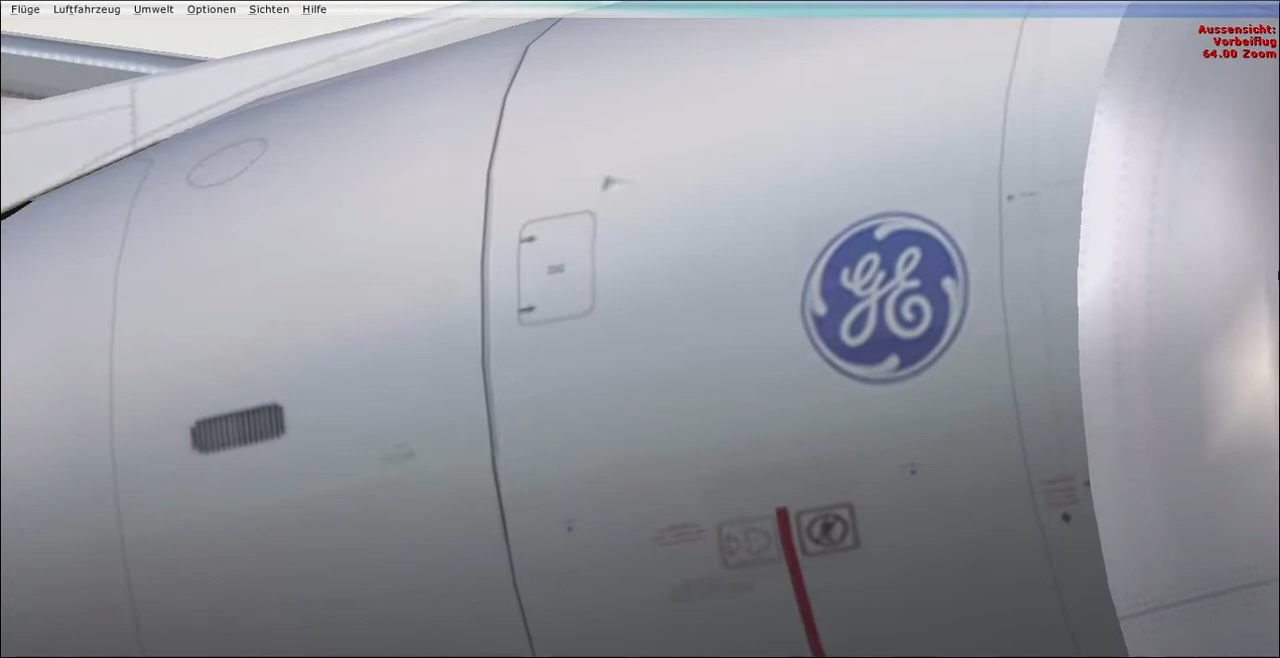 Flüge Luftfahrzeug Umwelt Optionen Sichten Hilfe
Aussensicht:
Vorbeiflug
64.00 Zoom
GE